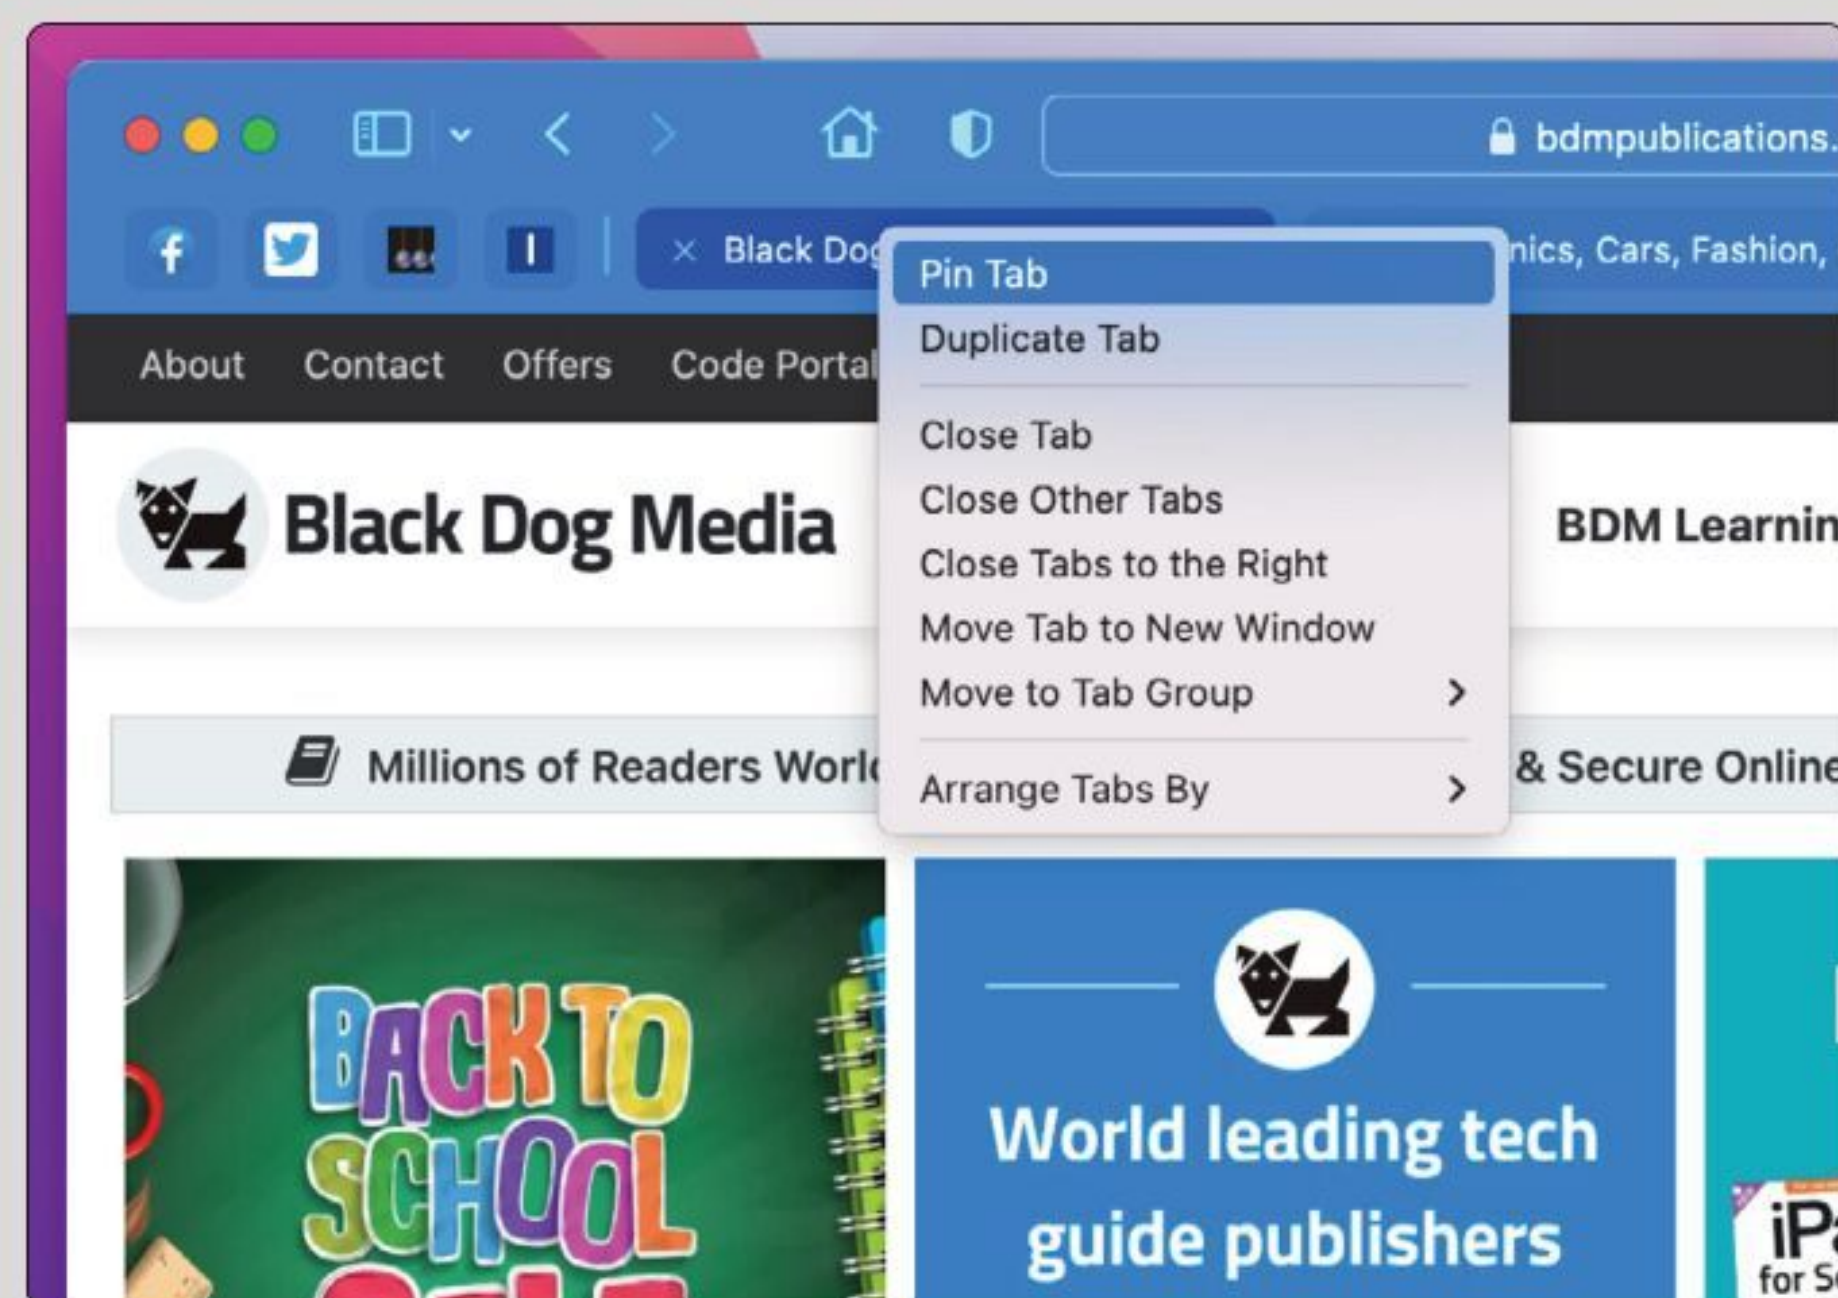 bdmpublications.
f
I
× Black Dog
nics, Cars, Fashion,
Pin Tab
Duplicate Tab
Close Tab
Close Other Tabs
Close Tabs to the Right
Move Tab to New Window
Move to Tab Group
Arrange Tabs By
About Contact Offers Code Portal
Black Dog Media
BDM Learnin
Millions of Readers Worl
& Secure Online
BACK TO
SCHOOL
SALE
World leading tech
guide publishers
iPa
for S